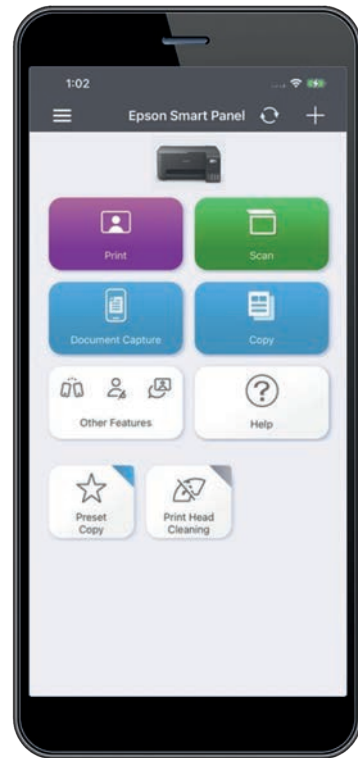 1:02
Epson Smart Panel
Print
Scan
Document Capture
Copy
Other Features
Help
Preset
Copy
Print Head
Cleaning